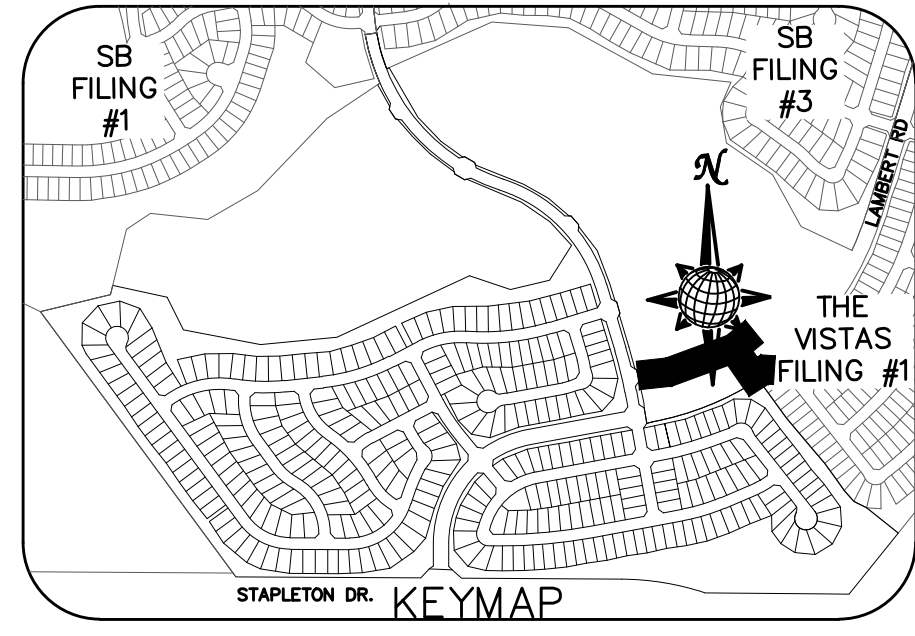 SB
FILING
#1
SB
FILING
#3
LAMBERT RD
N
THE
VISTAS
FILING #1
STAPLETON DR.
KEYMAP